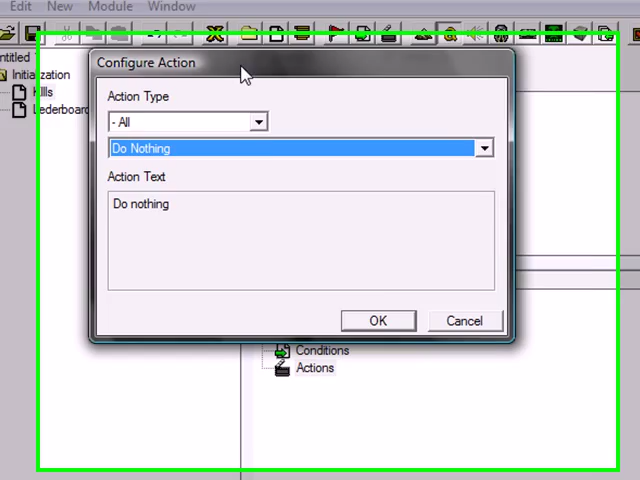 Edit New Module Window
Configure Action
ntitled
Initialization
Kills
Lederboard
Action Type
- All
Do Nothing
Action Text
Do nothing
OK Cancel
Conditions
Actions